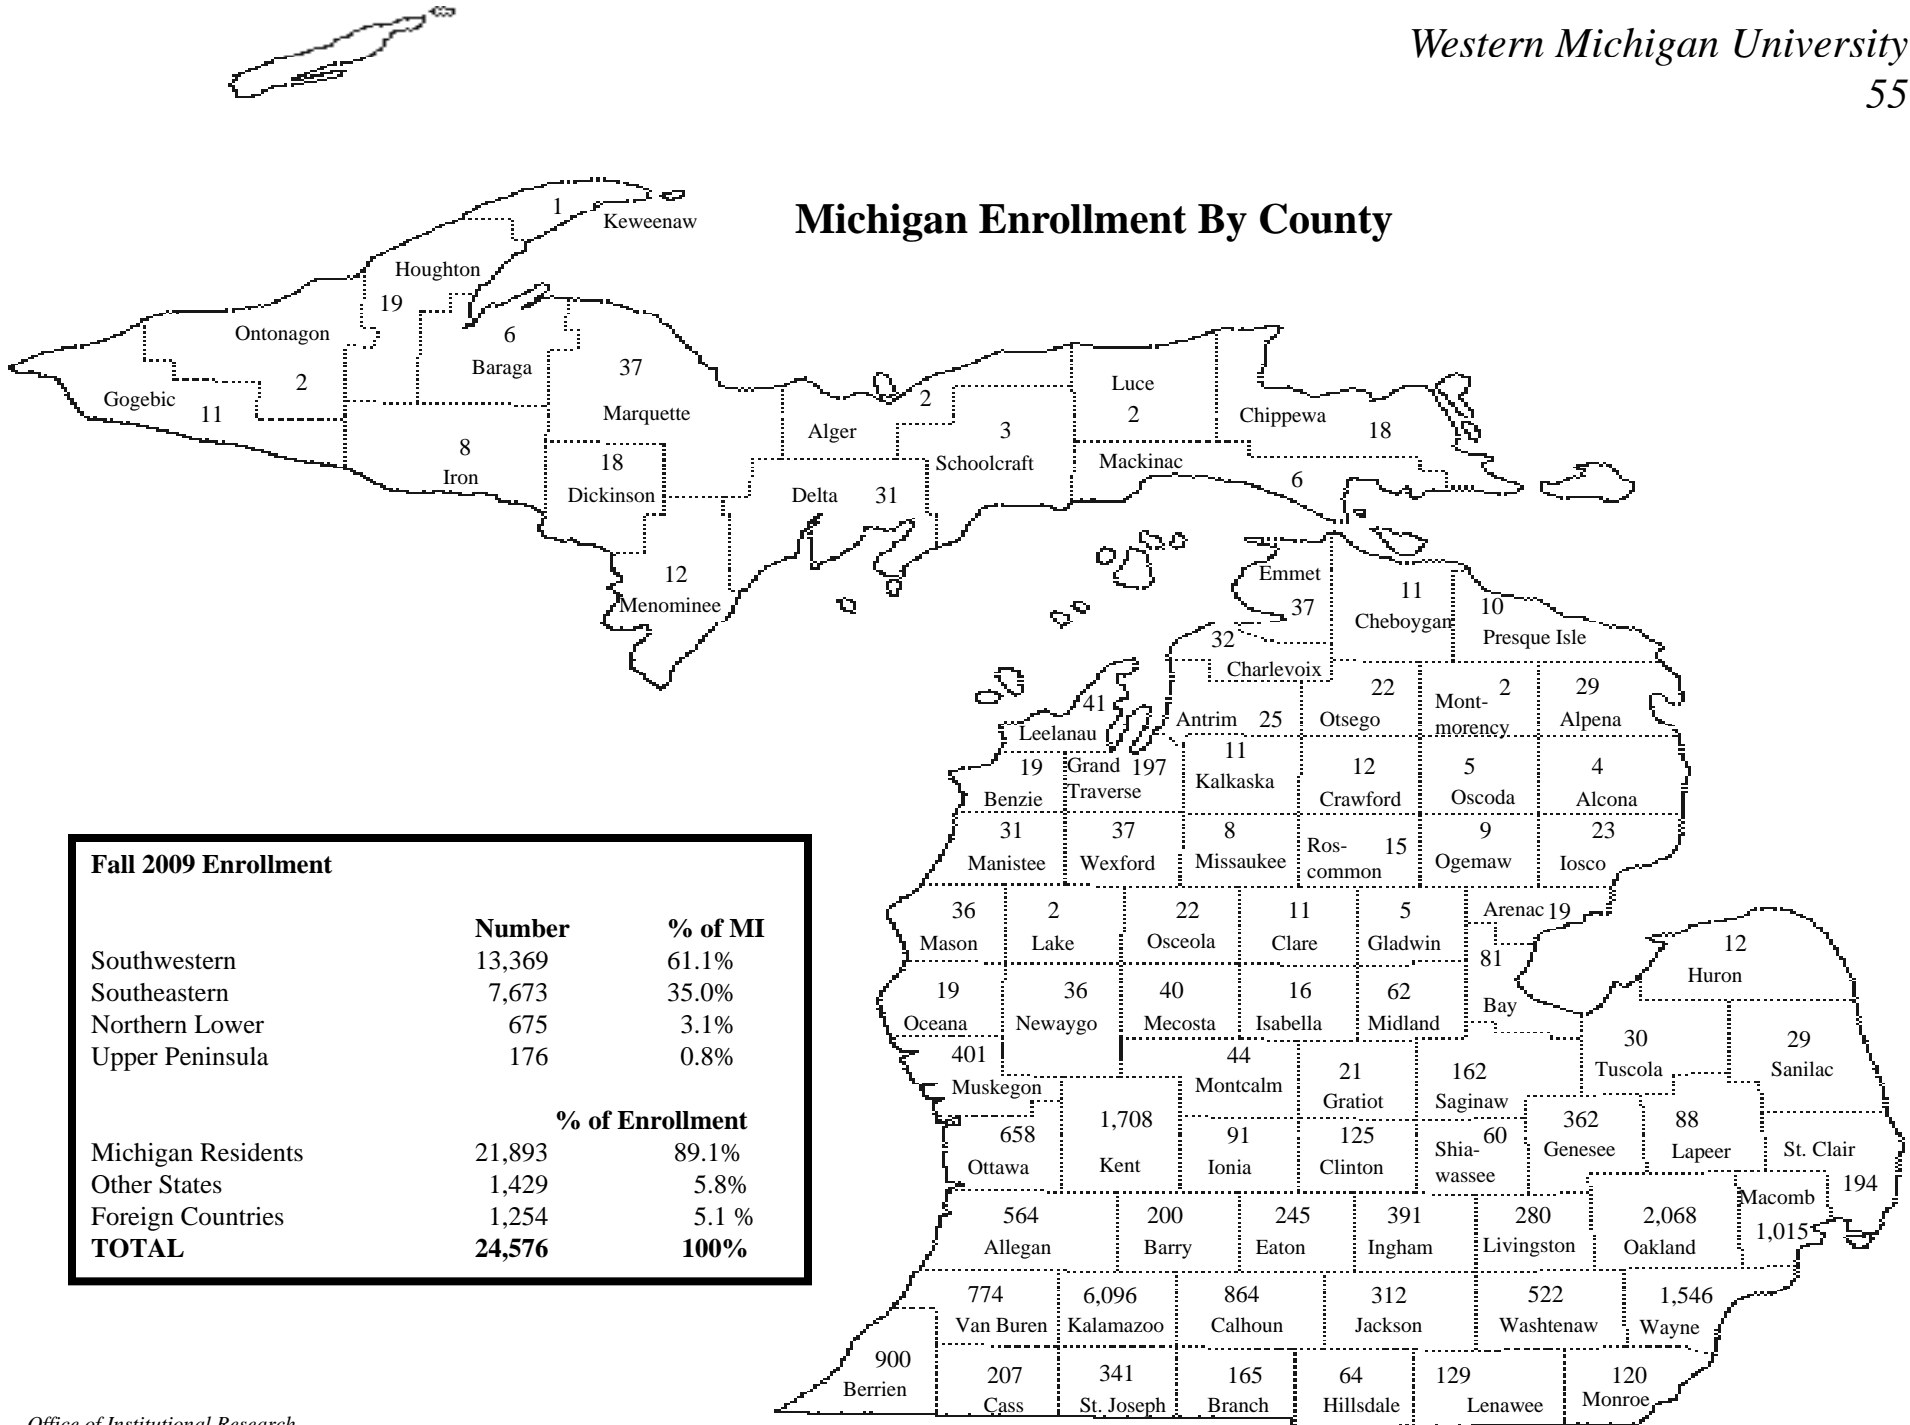 Western Michigan University
55
Michigan Enrollment By County
1
Keweenaw
Houghton
19
Ontonagon
2
6
Baraga
37
Marquette
Gogebic
11
8
Iron
18
Dickinson
12
Menominee
2
Alger
Delta 31
3
Schoolcraft
Luce
2
Chippewa
18
Mackinac
6
Emmet
37
11
Cheboygan
10
Presque Isle
32
Charlevoix
41
Leelanau
Antrim 25
22
Otsego
2
Mont-
morency
29
Alpena
19
Benzie
Grand 197
Traverse
11
Kalkaska
12
Crawford
5
Oscoda
4
Alcona
31
Manistee
37
Wexford
8
Missaukee
Ros- 15
common
9
Ogemaw
23
Iosco
36
Mason
2
Lake
22
Osceola
11
Clare
5
Gladwin
Arenac 19
81
Bay
12
Huron
19
Oceana
36
Newaygo
40
Mecosta
16
Isabella
62
Midland
401
Muskegon
44
Montcalm
21
Gratiot
162
Saginaw
30
Tuscola
29
Sanilac
658
Ottawa
1,708
Kent
91
Ionia
125
Clinton
60
Shia-
wassee
362
Genesee
88
Lapeer
St. Clair
194
564
Allegan
200
Barry
245
Eaton
391
Ingham
280
Livingston
2,068
Oakland
Macomb
1,015
774
Van Buren
6,096
Kalamazoo
864
Calhoun
312
Jackson
522
Washtenaw
1,546
Wayne
900
Berrien
207
Cass
341
St. Joseph
165
Branch
64
Hillsdale
129
Lenawee
120
Monroe
Fall 2009 Enrollment
Number % of MI
Southwestern 13,369 61.1%
Southeastern 7,673 35.0%
Northern Lower 675 3.1%
Upper Peninsula 176 0.8%
% of Enrollment
Michigan Residents 21,893 89.1%
Other States 1,429 5.8%
Foreign Countries 1,254 5.1 %
TOTAL 24,576 100%
Office of Institutional Research